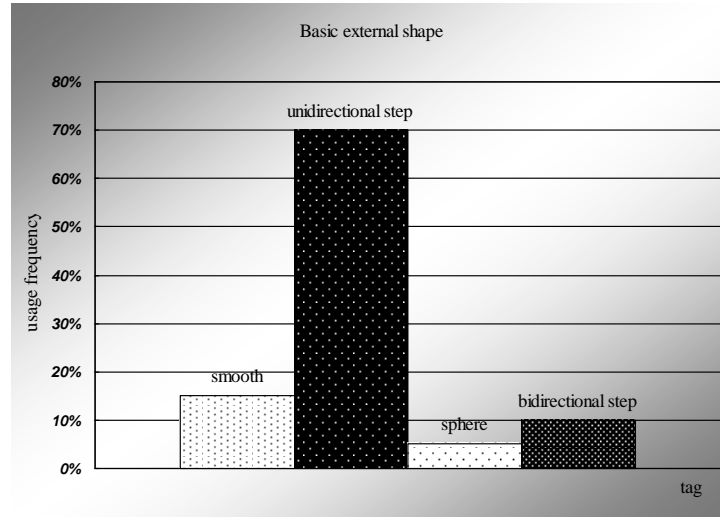 Basic external shape
80%
unidirectional step
70%
60%
50%
usage frequency
40%
30%
smooth
20%
bidirectional step
sphere
10%
0%
tag